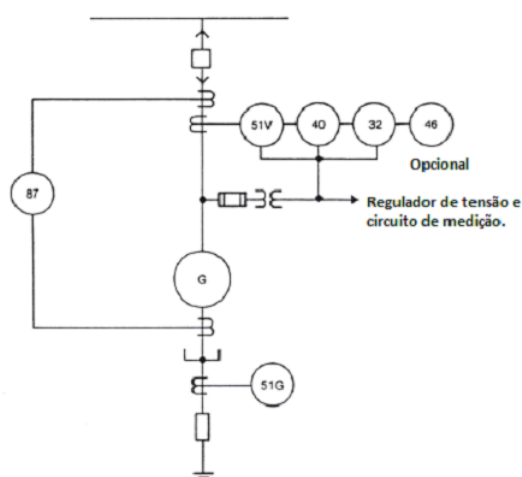 51V
40
32
46
Opcional
87
Regulador de tensão e
circuito de medição.
G
51G